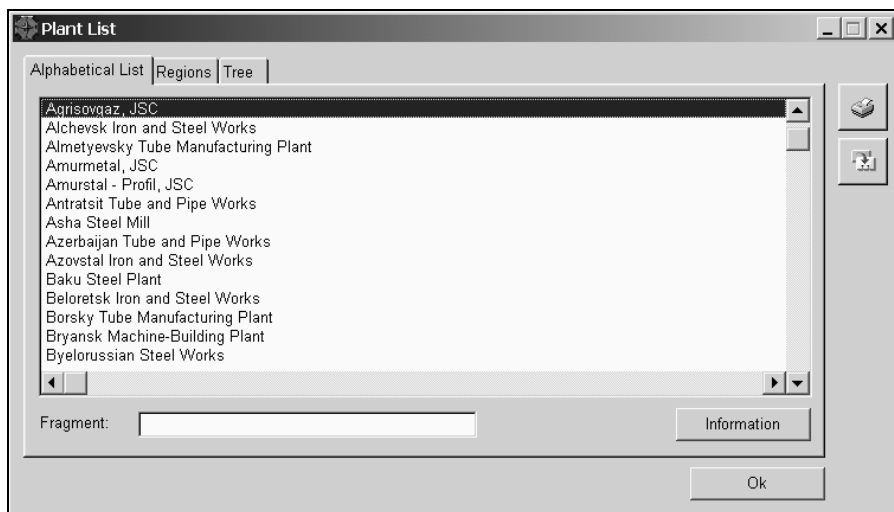 Plant List
Alphabetical List Regions Tree
Agrisovgaz, JSC
Alchevsk Iron and Steel Works
Almetyevsky Tube Manufacturing Plant
Amurmetal, JSC
Amurstal - Profil, JSC
Antratsit Tube and Pipe Works
Asha Steel Mill
Azerbaijan Tube and Pipe Works
Azovstal Iron and Steel Works
Baku Steel Plant
Beloretsk Iron and Steel Works
Borsky Tube Manufacturing Plant
Bryansk Machine-Building Plant
Byelorussian Steel Works
Fragment:
Information
Ok